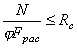 N / φF_pac ≤ R_c